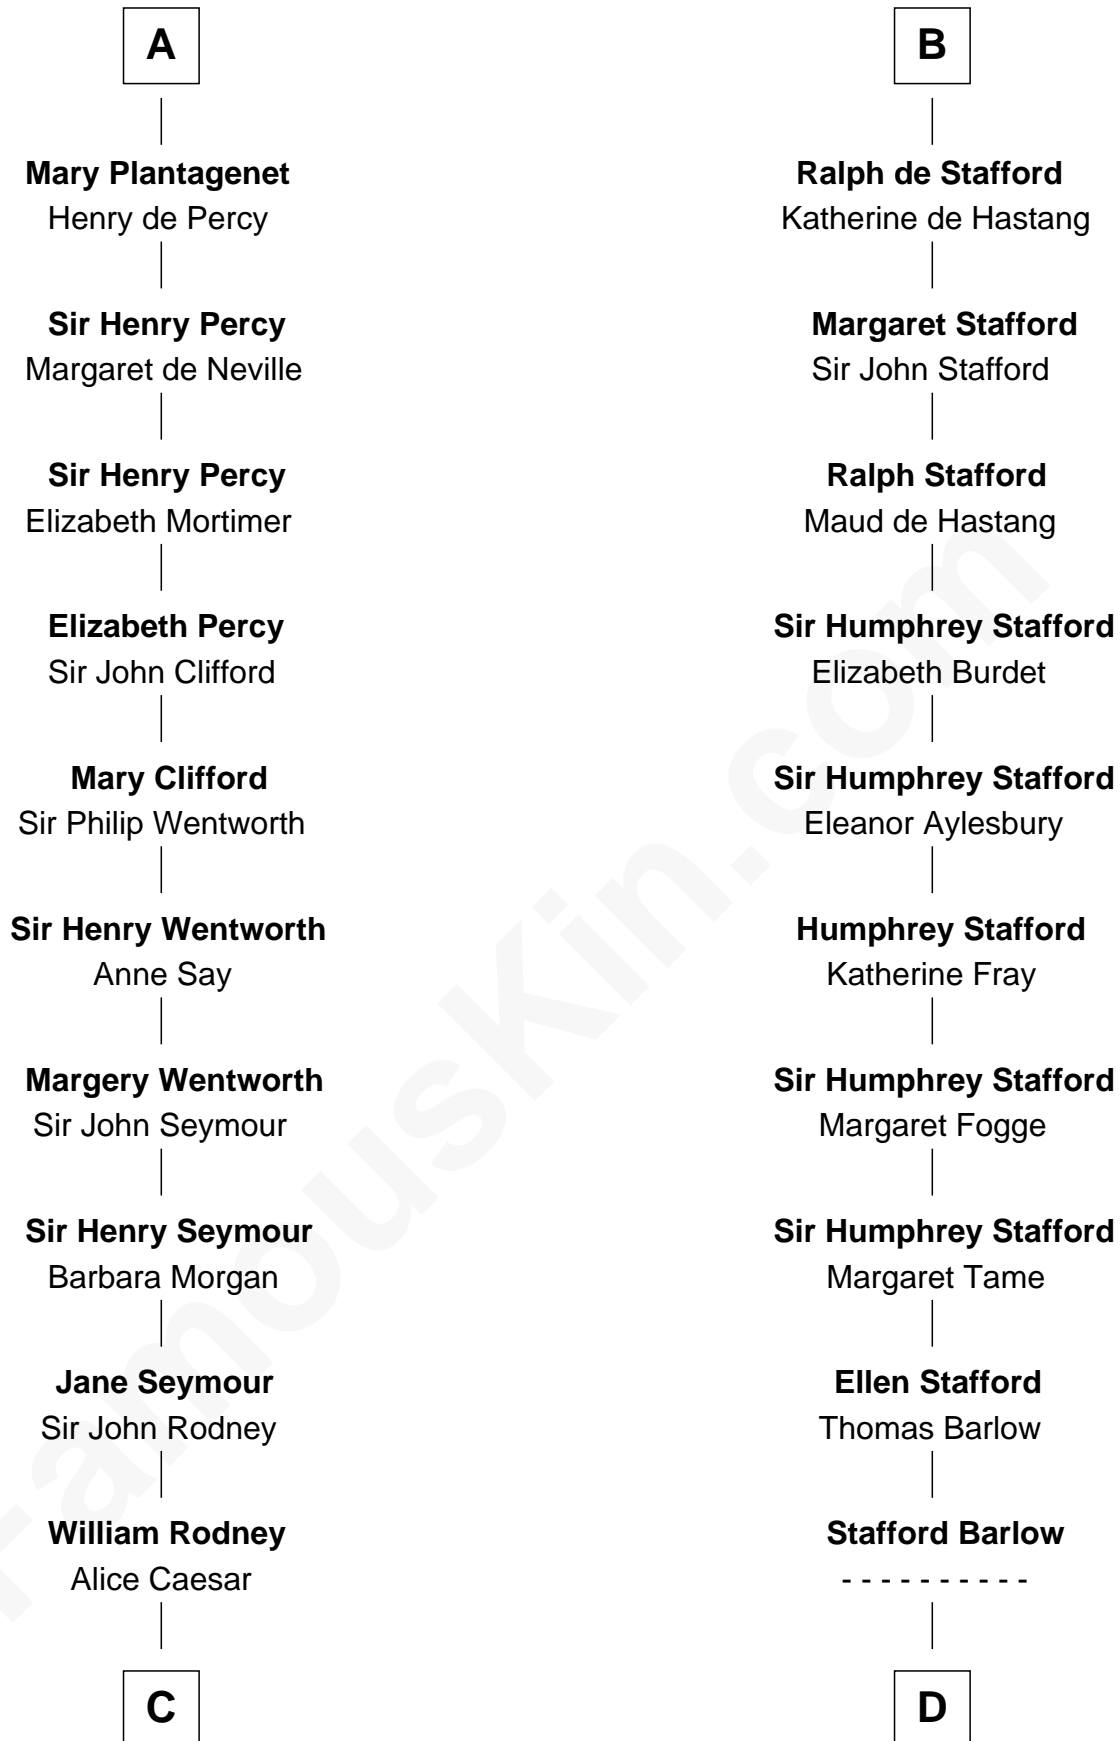 A
Mary Plantagenet
Henry de Percy
Sir Henry Percy
Margaret de Neville
Sir Henry Percy
Elizabeth Mortimer
Elizabeth Percy
Sir John Clifford
Mary Clifford
Sir Philip Wentworth
Sir Henry Wentworth
Anne Say
Margery Wentworth
Sir John Seymour
Sir Henry Seymour
Barbara Morgan
Jane Seymour
Sir John Rodney
William Rodney
Alice Caesar
C
B
Ralph de Stafford
Katherine de Hastang
Margaret Stafford
Sir John Stafford
Ralph Stafford
Maud de Hastang
Sir Humphrey Stafford
Elizabeth Burdet
Sir Humphrey Stafford
Eleanor Aylesbury
Humphrey Stafford
Katherine Fray
Sir Humphrey Stafford
Margaret Fogge
Sir Humphrey Stafford
Margaret Tame
Ellen Stafford
Thomas Barlow
Stafford Barlow
- - - - - - - - - -
D
FamousKin.com